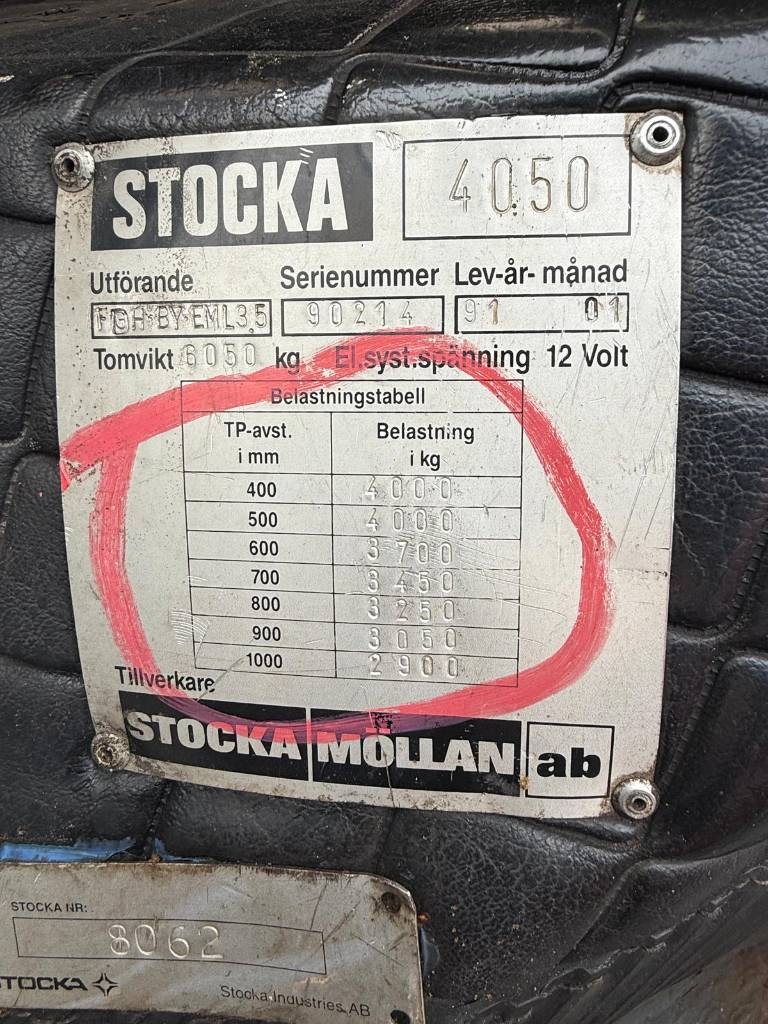 STOCKA 4050
Utförande Serienummer Lev-år- månad
FDH BY EML3,5 90214 91 01
Tomvikt 6050 kg El.syst.spänning 12 Volt
Belastningstabell
TP-avst. Belastning
i mm i kg
400 4000
500 4000
600 3700
700 3450
800 3250
900 3050
1000 2900
Tillverkare
STOCKA MÖLLAN ab
STOCKA NR:
8062
STOCKA
Stocka Industries AB